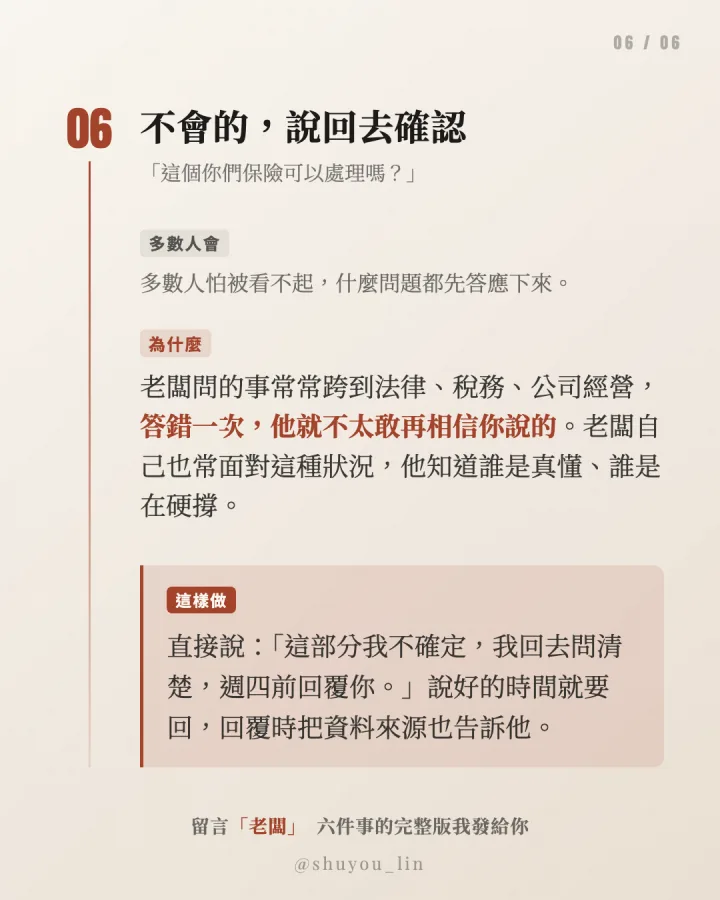 06 / 06
06 不會的，說回去確認
「這個你們保險可以處理嗎？」
多數人會
多數人怕被看不起，什麼問題都先答應下來。
為什麼
老闆問的事常常跨到法律、稅務、公司經營，
答錯一次，他就不太敢再相信你說的。老闆自
己也常面對這種狀況，他知道誰是真懂、誰是
在硬撐。
這樣做
直接說：「這部分我不確定，我回去問清
楚，週四前回覆你。」說好的時間就要
回，回覆時把資料來源也告訴他。
留言「老闆」 六件事的完整版我發給你
@shuyou_lin